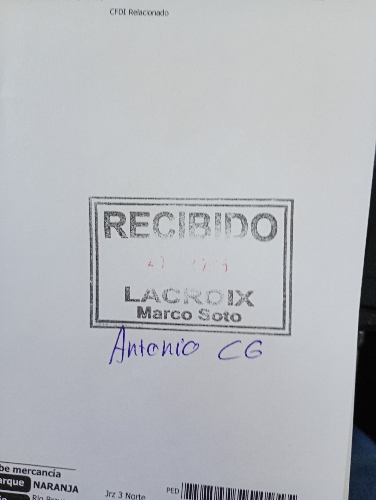 CFDI Relacionado
RECIBIDO
LACROIX
Marco Soto
Antonio CG
be mercancia
arque NARANJA
Jrz 3 Norte
PED